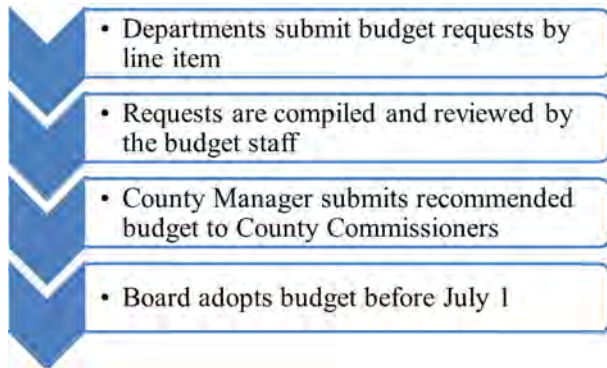 • Departments submit budget requests by
line item
• Requests are compiled and reviewed by
the budget staff
• County Manager submits recommended
budget to County Commissioners
• Board adopts budget before July 1